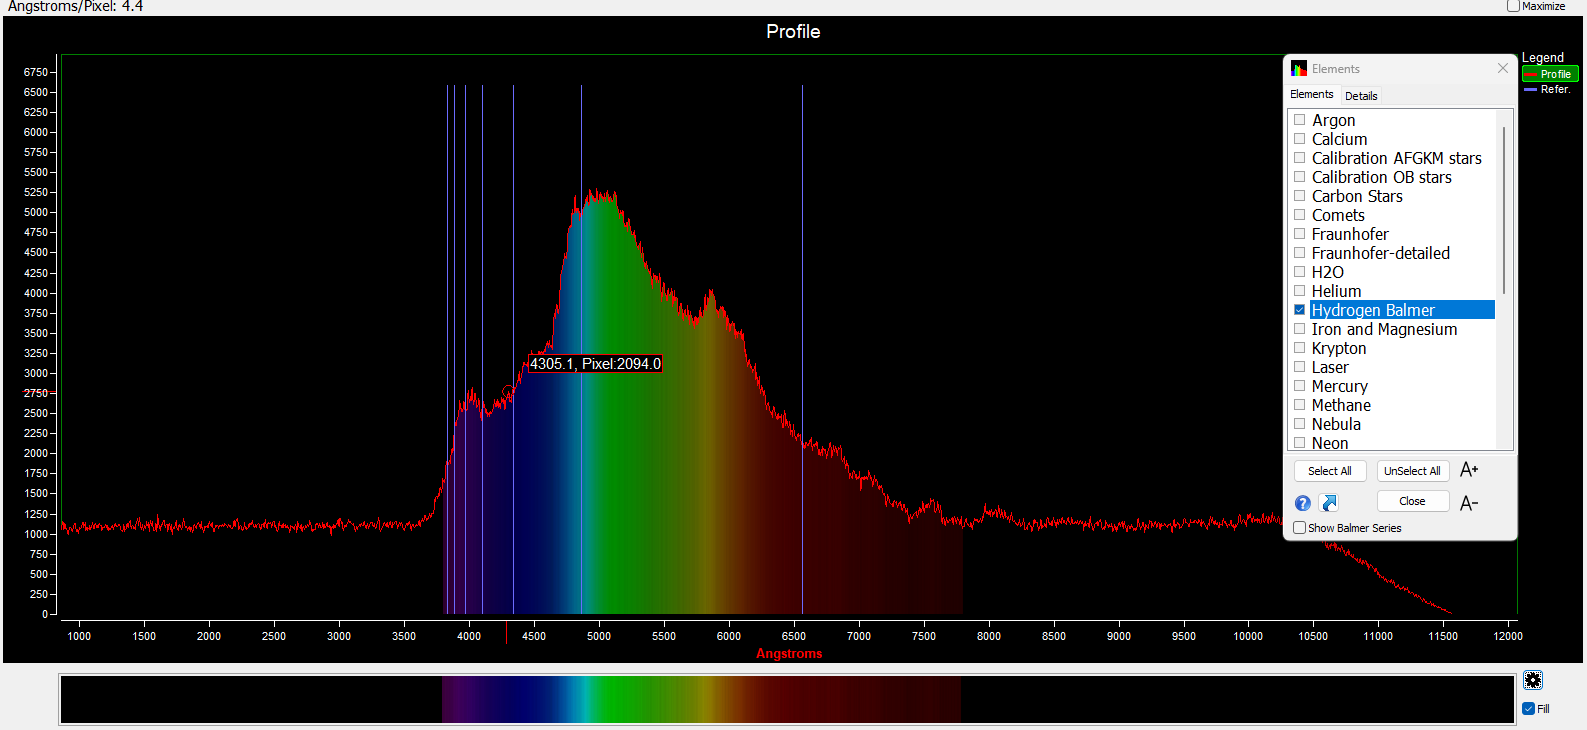 Angstroms/Pixel: 4.4
Maximize
Profile
Legend
Profile
Refer.
6750
6500
6250
6000
5750
5500
5250
5000
4750
4500
4250
4000
3750
3500
3250
3000
2750
2500
2250
2000
1750
1500
1250
1000
750
500
250
0
4305.1, Pixel:2094.0
1000 1500 2000 2500 3000 3500 4000 4500 5000 5500 6000 6500 7000 7500 8000 8500 9000 9500 10000 10500 11000 11500 12000
Angstroms
Elements
Elements Details
Argon
Calcium
Calibration AFGKM stars
Calibration OB stars
Carbon Stars
Comets
Fraunhofer
Fraunhofer-detailed
H2O
Helium
Hydrogen Balmer
Iron and Magnesium
Krypton
Laser
Mercury
Methane
Nebula
Neon
Select All UnSelect All A+
? Close A-
Show Balmer Series
Fill